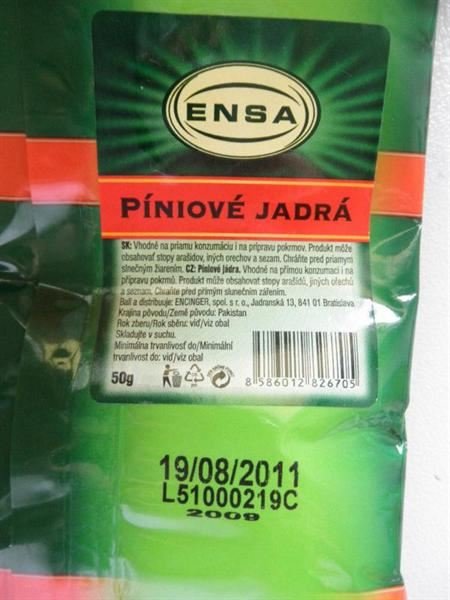 ENSA
PÍNIOVÉ JADRÁ
SK: Vhodné na priamu konzumáciu i na prípravu pokrmov. Produkt môže
obsahovať stopy arašidov, iných orechov a sezam. Chráňte pred priamym
slnečným žiarením. CZ: Píniové jádra. Vhodné na přímou konzumaci i na
přípravu pokrmů. Produkt může obsahovat stopy arašídů, jiných ořechů
a sezam. Chraňte před přímým slunečním zářením.
Balí a distribuuje: ENCINGER, spol. s r. o., Jadranská 13, 841 01 Bratislava
Krajina pôvodu/Země původu: Pakistan
Rok zberu/Rok sběru: viď/viz obal
Skladujte v suchu.
Minimálna trvanlivosť do/Minimální
trvanlivost do: viď/viz obal
50g
8 586012 826705
19/08/2011
L51000219C
2009